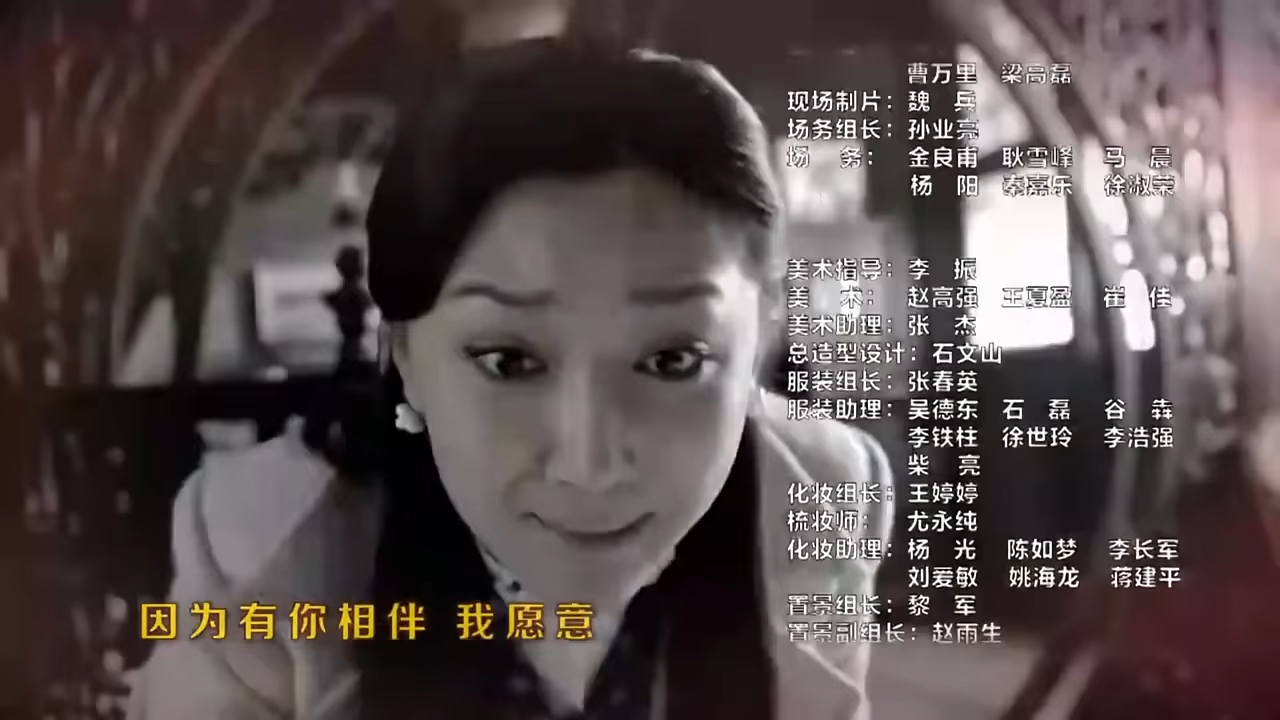 曹万里 梁高磊
现场制片：魏 兵
场务组长：孙业亮
场 务： 金良甫 耿雪峰 马 晨
杨 阳 秦嘉乐 徐淑荣
美术指导：李 振
美 术： 赵高强 王夏盈 崔 佳
美术助理：张 杰
总造型设计：石文山
服装组长：张春英
服装助理：吴德东 石 磊 谷 犇
李铁柱 徐世玲 李浩强
柴 亮
化妆组长：王婷婷
梳妆师： 尤永纯
化妆助理：杨 光 陈如梦 李长军
刘爱敏 姚海龙 蒋建平
置景组长：黎 军
置景副组长：赵雨生
因为有你相伴 我愿意